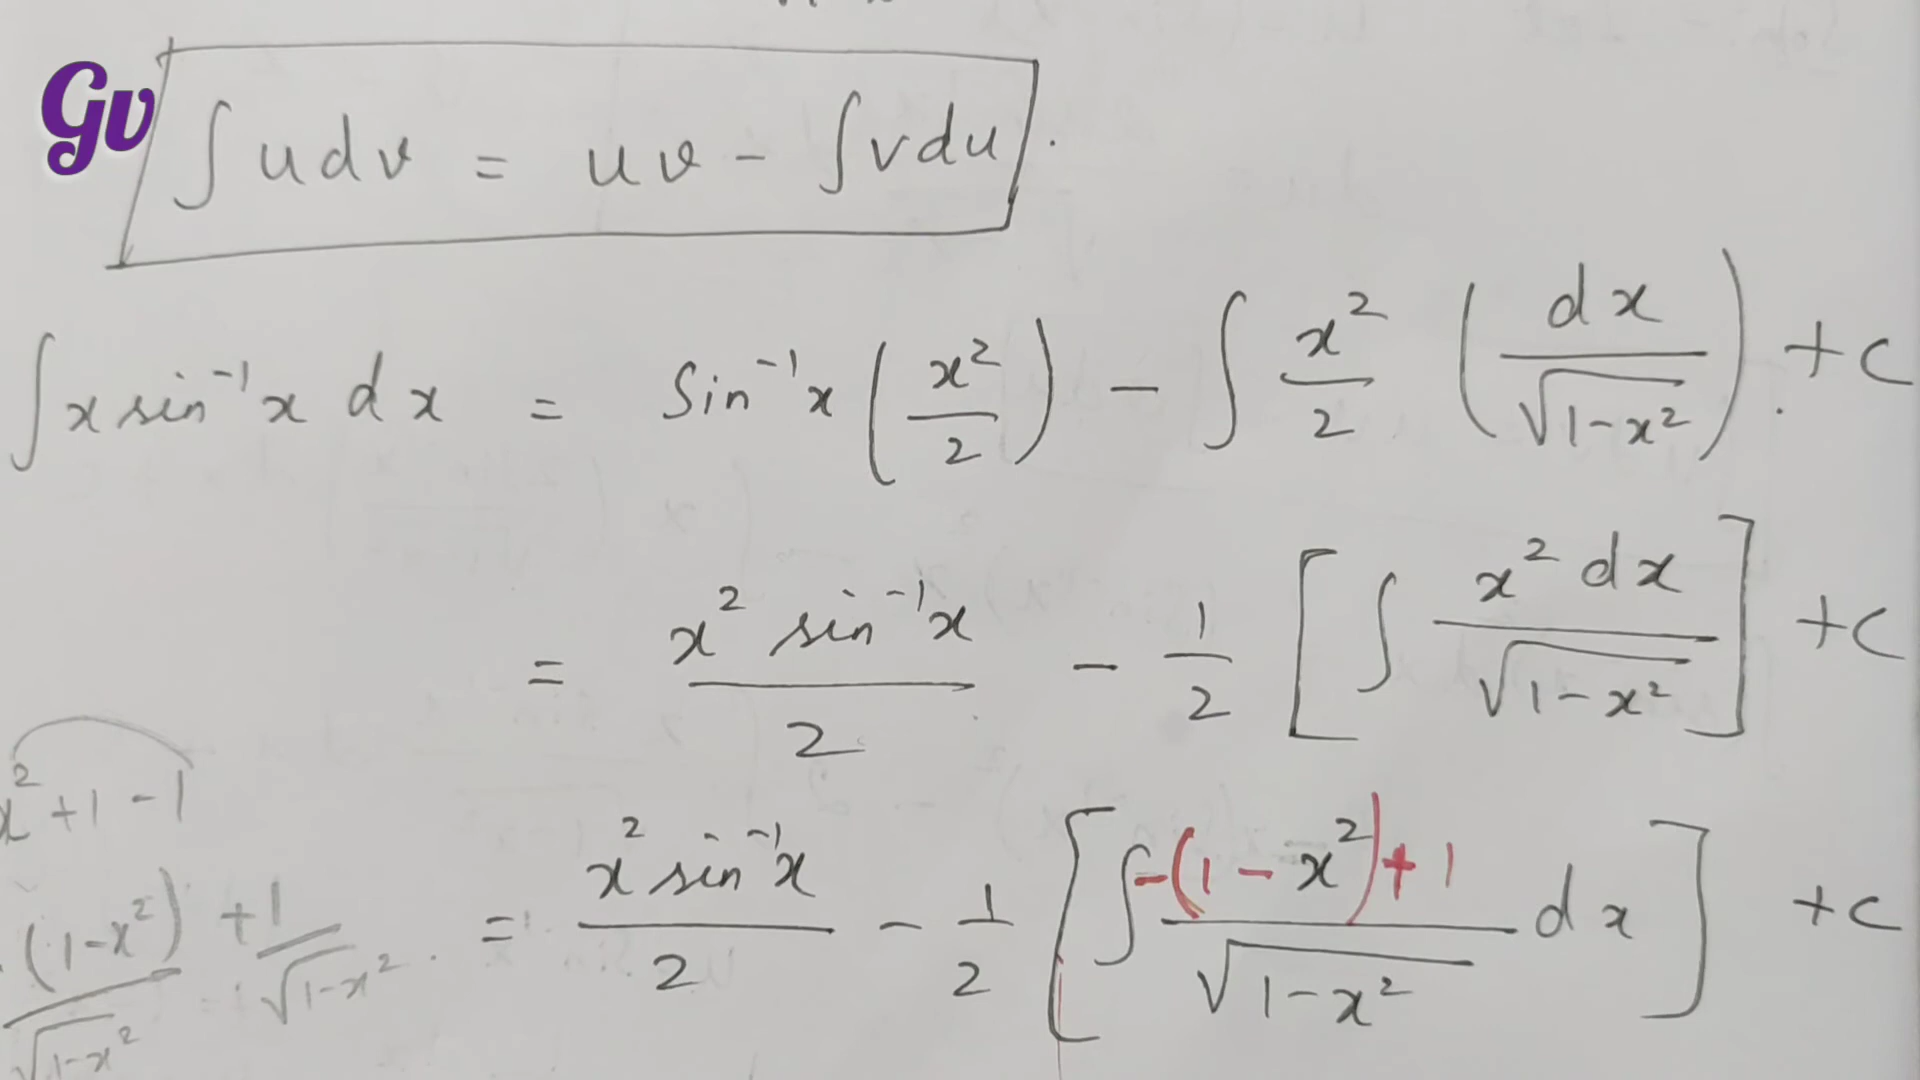 Gv
∫ u dv = uv - ∫ v du.
∫ x sin⁻¹x dx = Sin⁻¹x (x²/2) - ∫ x²/2 (dx/√1-x²) + c
= x² sin⁻¹x/2 - 1/2 [∫ x² dx/√1-x²] + c
x²+1-1
= x² sin⁻¹x/2 - 1/2 [∫ -(1-x²)+1/√1-x² dx] + c
(1-x²)/√1-x² +1/√1-x²